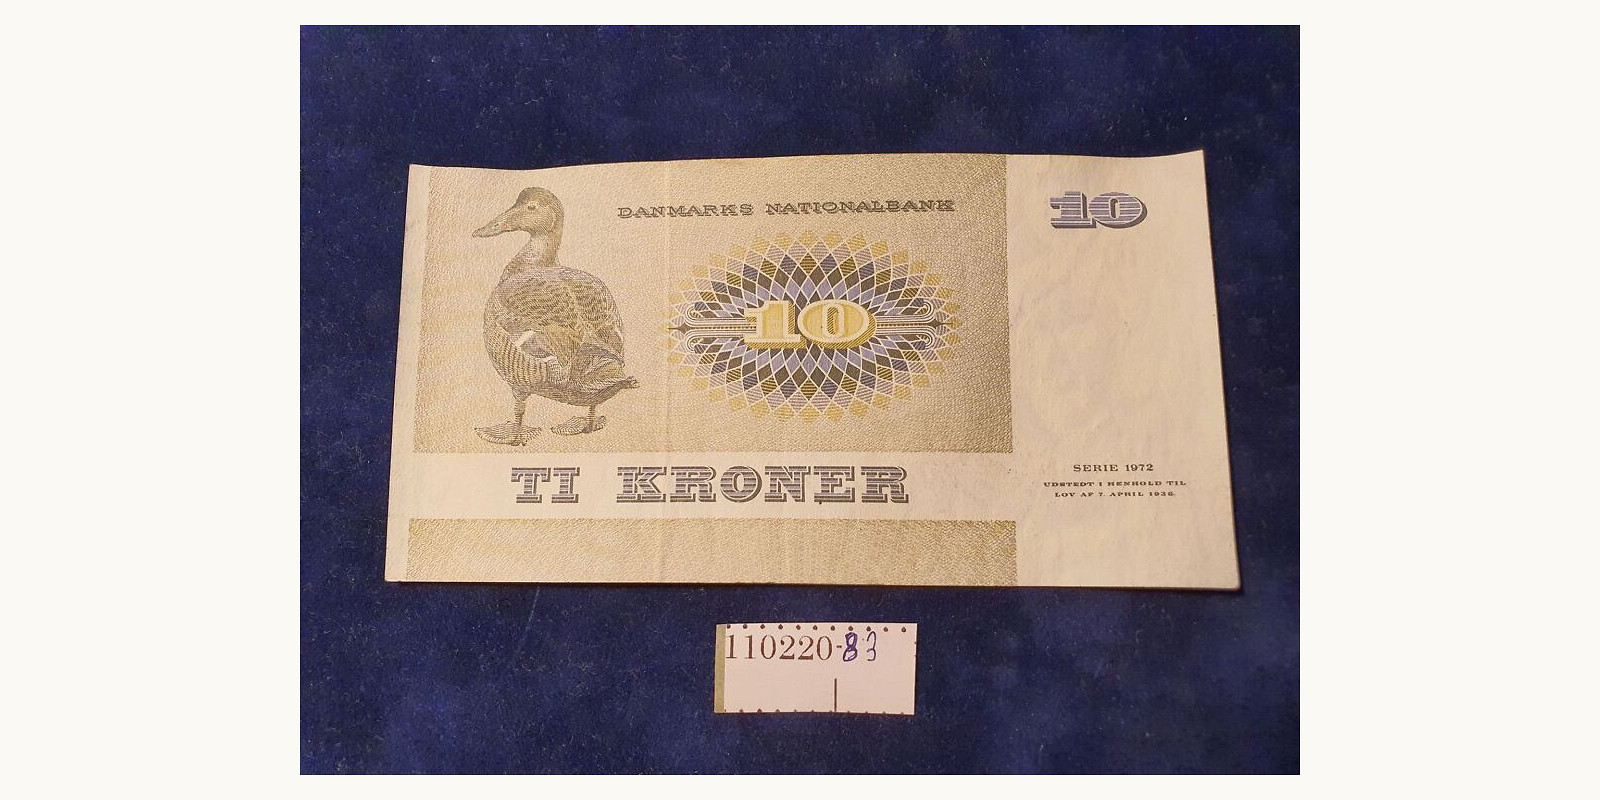 DANMARKS NATIONALBANK
10
10
TI KRONER
SERIE 1972
UDSTEDT I HENHOLD TIL
LOV AF 7. APRIL 1936.
110220-83